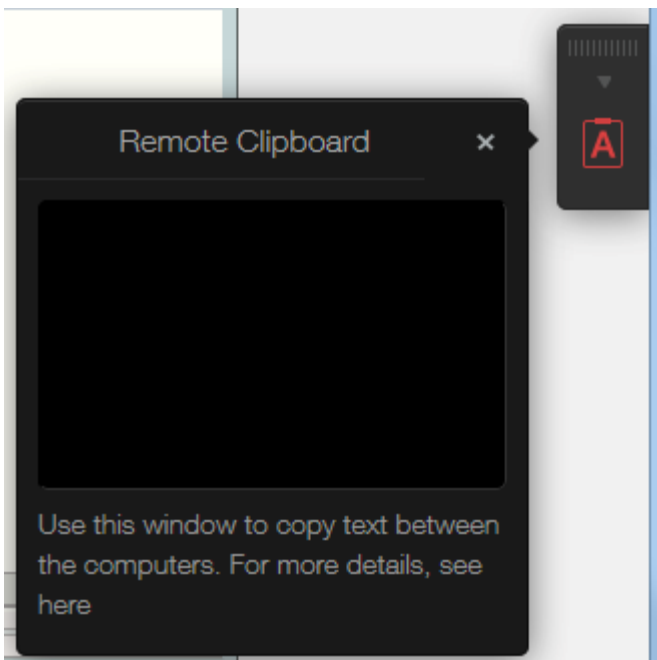 Remote Clipboard
×
A
Use this window to copy text between
the computers. For more details, see
here